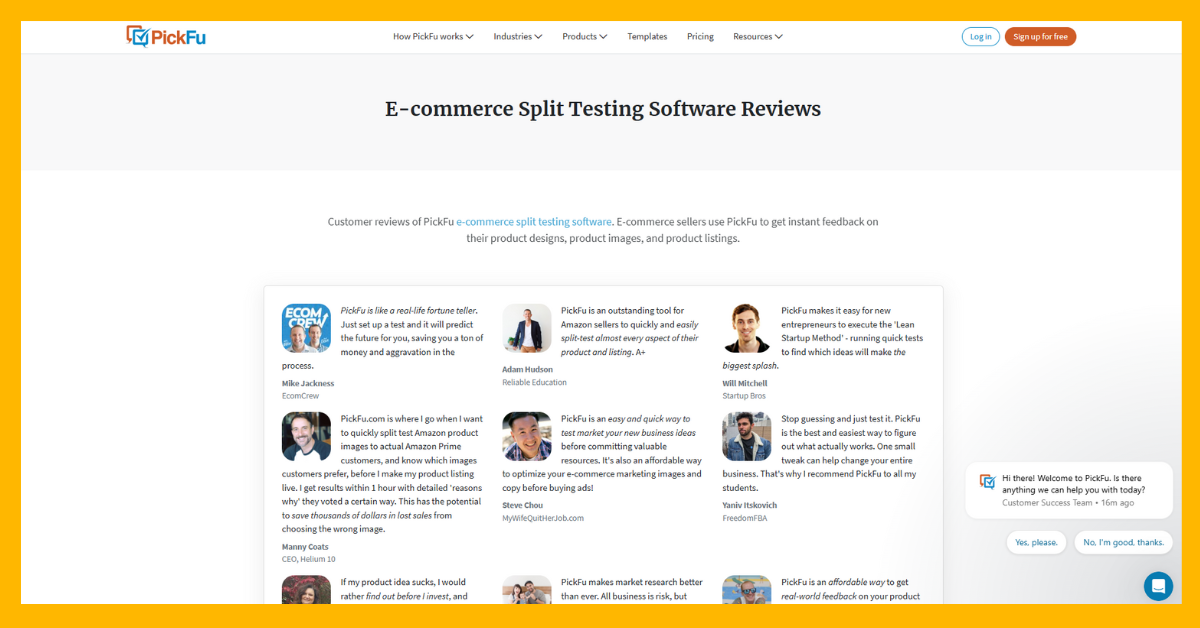 PickFu
How PickFu works
Industries
Products
Templates
Pricing
Resources
Log in
Sign up for free
E-commerce Split Testing Software Reviews
Customer reviews of PickFu e-commerce split testing software. E-commerce sellers use PickFu to get instant feedback on
their product designs, product images, and product listings.
ECOM
CREW
PickFu is like a real-life fortune teller.
Just set up a test and it will predict
the future for you, saving you a ton of
money and aggravation in the
process.
Mike Jackness
EcomCrew
PickFu is an outstanding tool for
Amazon sellers to quickly and easily
split-test almost every aspect of their
product and listing. A+
Adam Hudson
Reliable Education
PickFu makes it easy for new
entrepreneurs to execute the 'Lean
Startup Method' - running quick tests
to find which ideas will make the
biggest splash.
Will Mitchell
Startup Bros
PickFu.com is where I go when I want
to quickly split test Amazon product
images to actual Amazon Prime
customers, and know which images
customers prefer, before I make my product listing
live. I get results within 1 hour with detailed 'reasons
why' they voted a certain way. This has the potential
to save thousands of dollars in lost sales from
choosing the wrong image.
Manny Coats
CEO, Helium 10
PickFu is an easy and quick way to
test market your new business ideas
before committing valuable
resources. It's also an affordable way
to optimize your e-commerce marketing images and
copy before buying ads!
Steve Chou
MyWifeQuitHerJob.com
Stop guessing and just test it. PickFu
is the best and easiest way to figure
out what actually works. One small
tweak can help change your entire
business. That's why I recommend PickFu to all my
students.
Yaniv Itskovich
FreedomFBA
If my product idea sucks, I would
rather find out before I invest, and
PickFu makes market research better
than ever. All business is risk, but
PickFu is an affordable way to get
real-world feedback on your product
Hi there! Welcome to PickFu. Is there
anything we can help you with today?
Customer Success Team • 16m ago
Yes, please.
No, I'm good, thanks.